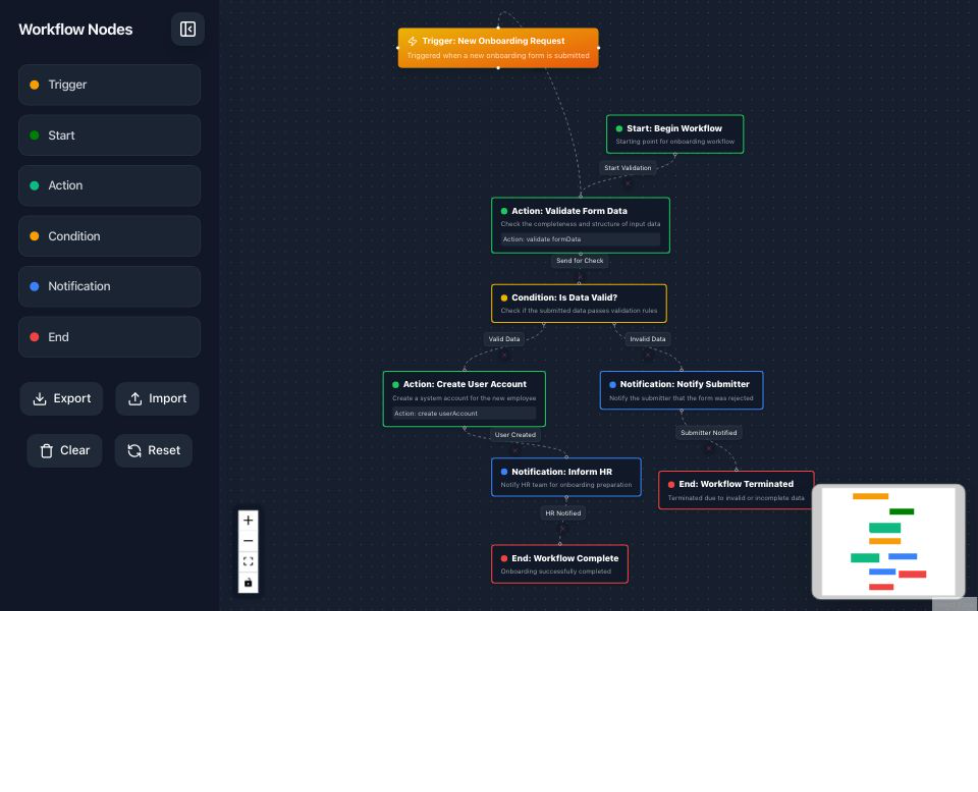 Workflow Nodes
Trigger
Start
Action
Condition
Notification
End
Export
Import
Clear
Reset
Trigger: New Onboarding Request
Triggered when a new onboarding form is submitted
Start: Begin Workflow
Starting point for onboarding workflow
Start Validation
Action: Validate Form Data
Check the completeness and structure of input data
Action: validate formData
Send for Check
Condition: Is Data Valid?
Check if the submitted data passes validation rules
Valid Data
Invalid Data
Action: Create User Account
Create a system account for the new employee
Action: create userAccount
Notification: Notify Submitter
Notify the submitter that the form was rejected
User Created
Submitter Notified
Notification: Inform HR
Notify HR team for onboarding preparation
End: Workflow Terminated
Terminated due to invalid or incomplete data
HR Notified
End: Workflow Complete
Onboarding successfully completed